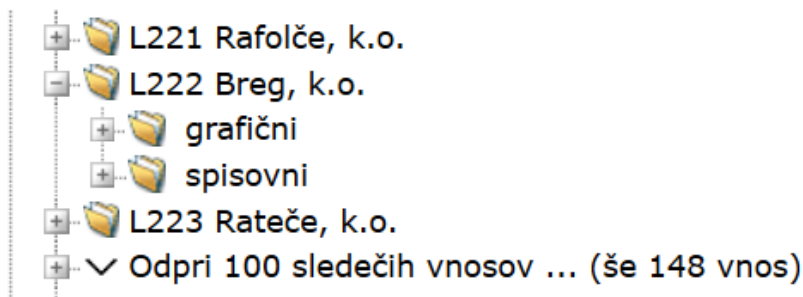 L221 Rafolče, k.o.
L222 Breg, k.o.
grafični
spisovni
L223 Rateče, k.o.
Odpri 100 sledečih vnosov ... (še 148 vnos)